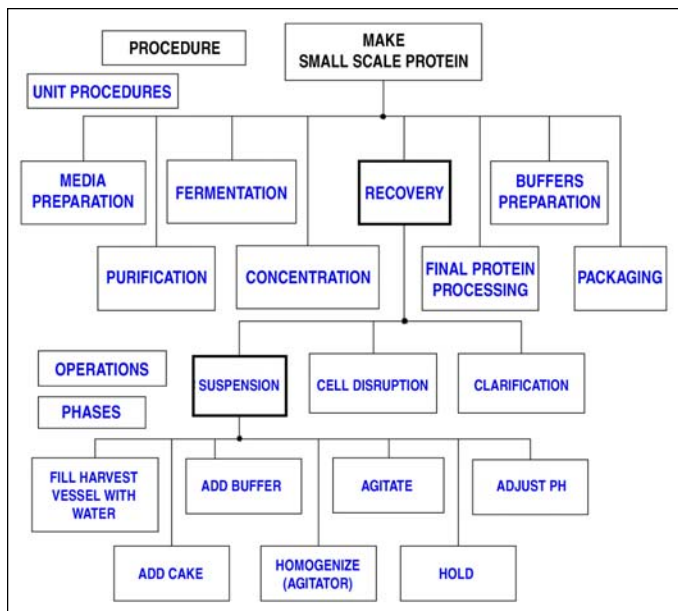 PROCEDURE
MAKE
SMALL SCALE PROTEIN
UNIT PROCEDURES
MEDIA
PREPARATION
FERMENTATION
RECOVERY
BUFFERS
PREPARATION
PURIFICATION
CONCENTRATION
FINAL PROTEIN
PROCESSING
PACKAGING
OPERATIONS
SUSPENSION
CELL DISRUPTION
CLARIFICATION
PHASES
FILL HARVEST
VESSEL WITH
WATER
ADD BUFFER
AGITATE
ADJUST PH
ADD CAKE
HOMOGENIZE
(AGITATOR)
HOLD